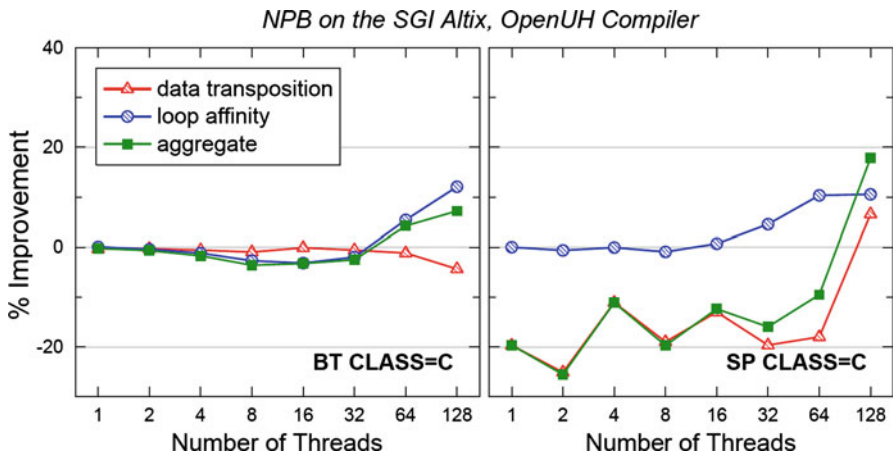 NPB on the SGI Altix, OpenUH Compiler
% Improvement
40
20
0
-20
data transposition
loop affinity
aggregate
BT CLASS=C
SP CLASS=C
1 2 4 8 16 32 64 128
1 2 4 8 16 32 64 128
Number of Threads
Number of Threads